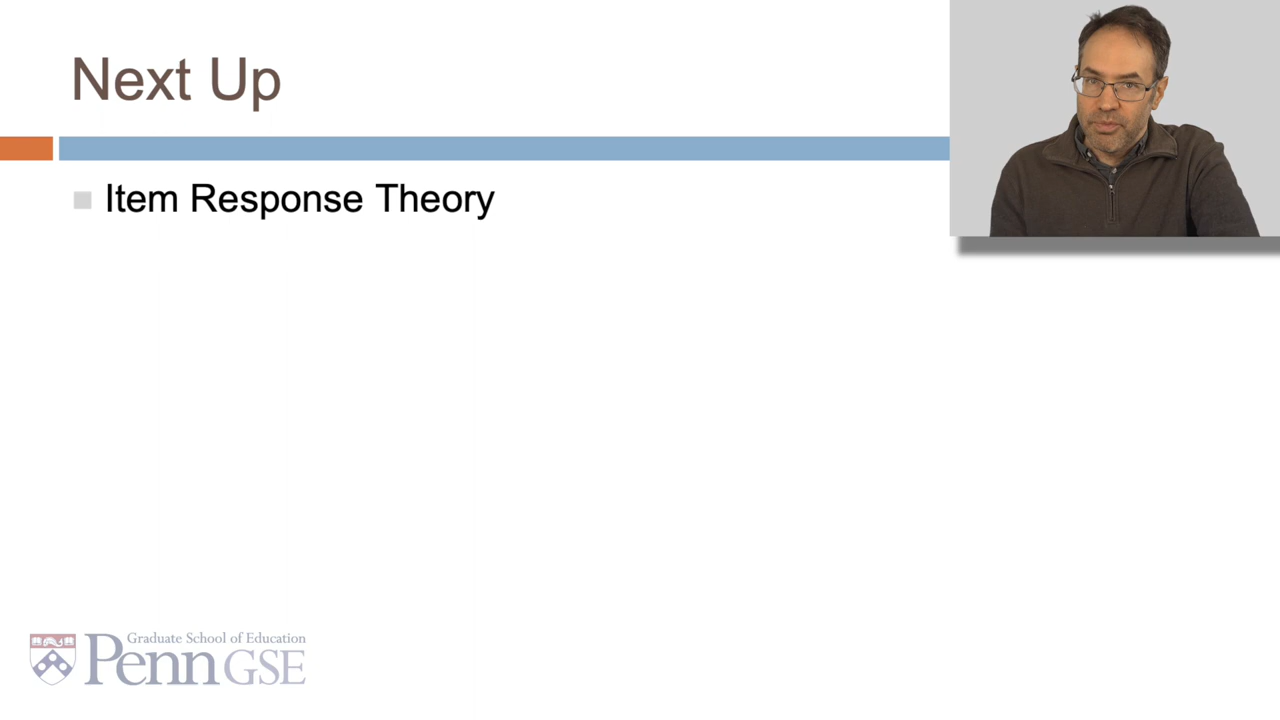 Next Up
Item Response Theory
Graduate School of Education
Penn GSE